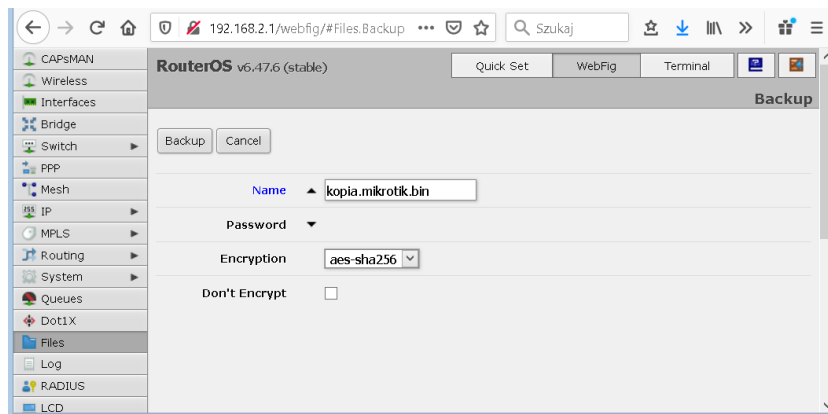 192.168.2.1/webfig/#Files.Backup
Szukaj
CAPsMAN
Wireless
Interfaces
Bridge
Switch
PPP
Mesh
IP
MPLS
Routing
System
Queues
Dot1X
Files
Log
RADIUS
LCD
RouterOS v6.47.6 (stable)
Quick Set
WebFig
Terminal
Backup
Backup
Cancel
Name
kopia.mikrotik.bin
Password
Encryption
aes-sha256
Don't Encrypt